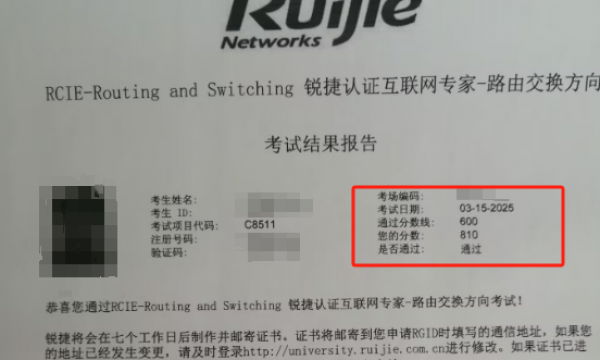 Ruijie
Networks
RCIE-Routing and Switching 锐捷认证互联网专家-路由交换方向
考试结果报告
考生姓名:
考生 ID:
考试项目代码: C8511
注册号码:
验证码:
考场编码:
考试日期: 03-15-2025
通过分数线: 600
您的分数: 810
是否通过: 通过
恭喜您通过RCIE-Routing and Switching 锐捷认证互联网专家-路由交换方向考试!
锐捷将会在七个工作日后制作并邮寄证书。证书将邮寄到您申请RGID时填写的通信地址,如果您
的地址已经发生变更,请及时登录http://university.ruijie.com.cn进行修改。如果证书已进